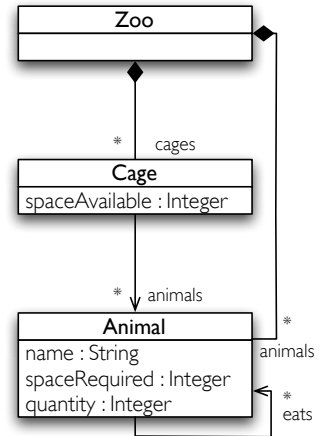 Zoo
* cages
Cage
spaceAvailable : Integer
* animals
Animal
name : String
spaceRequired : Integer
quantity : Integer
*
animals
*
eats